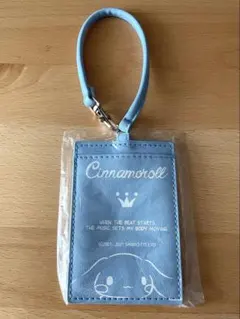 Cinnamoroll
WHEN THE BEAT STARTS,
THE MUSIC GETS MY BODY MOVING